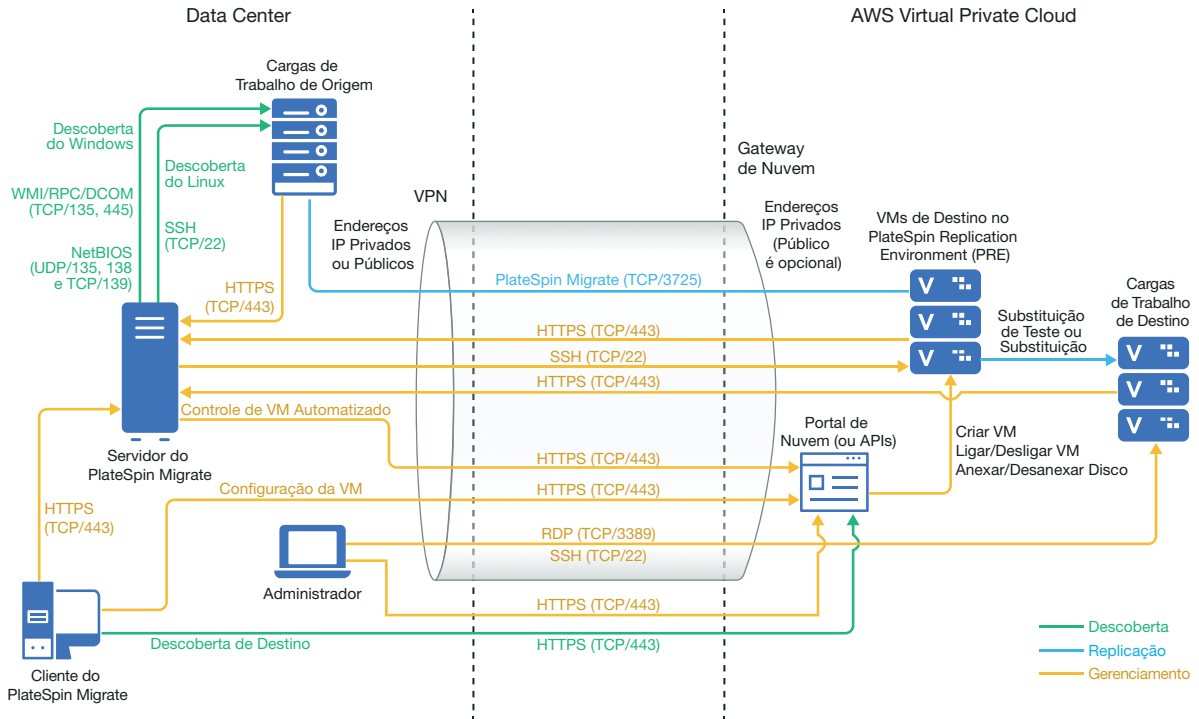 Data Center
AWS Virtual Private Cloud
Cargas de
Trabalho de Origem
Descoberta
do Windows
Descoberta
do Linux
WMI/RPC/DCOM
(TCP/135, 445)
SSH
(TCP/22)
NetBIOS
(UDP/135, 138
e TCP/139)
HTTPS
(TCP/443)
VPN
Endereços
IP Privados
ou Públicos
Gateway
de Nuvem
Endereços
IP Privados
(Público
é opcional)
VMs de Destino no
PlateSpin Replication
Environment (PRE)
V
V
V
Cargas
de Trabalho
de Destino
V
V
V
PlateSpin Migrate (TCP/3725)
Substituição
de Teste ou
Substituição
HTTPS (TCP/443)
SSH (TCP/22)
HTTPS (TCP/443)
Controle de VM Automatizado
Servidor do
PlateSpin Migrate
HTTPS (TCP/443)
Portal de
Nuvem (ou APIs)
Criar VM
Ligar/Desligar VM
Anexar/Desanexar Disco
Configuração da VM
HTTPS (TCP/443)
HTTPS
(TCP/443)
RDP (TCP/3389)
SSH (TCP/22)
Administrador
HTTPS (TCP/443)
Descoberta de Destino
HTTPS (TCP/443)
Cliente do
PlateSpin Migrate
Descoberta
Replicação
Gerenciamento